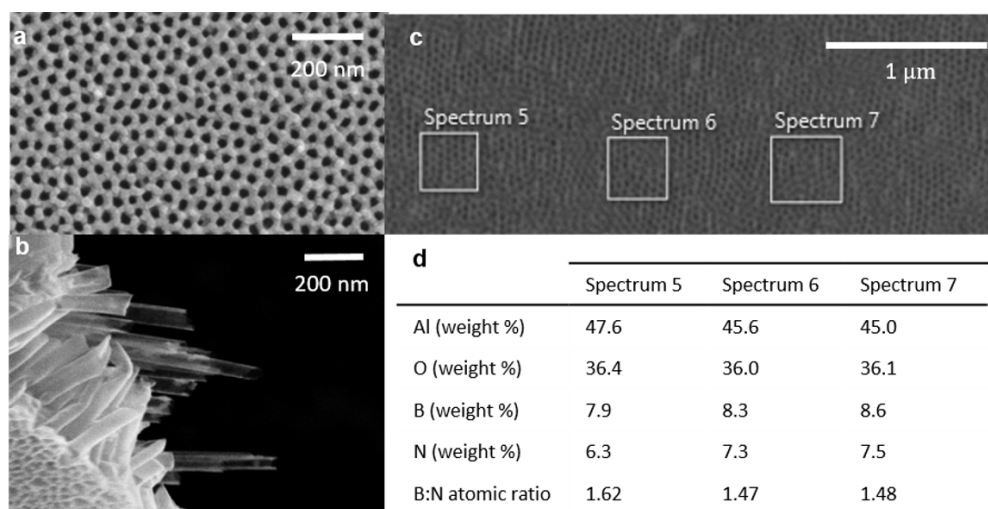 a
200 nm
b
200 nm
c
1 µm
Spectrum 5
Spectrum 6
Spectrum 7
d
Spectrum 5 Spectrum 6 Spectrum 7
Al (weight %) 47.6 45.6 45.0
O (weight %) 36.4 36.0 36.1
B (weight %) 7.9 8.3 8.6
N (weight %) 6.3 7.3 7.5
B:N atomic ratio 1.62 1.47 1.48